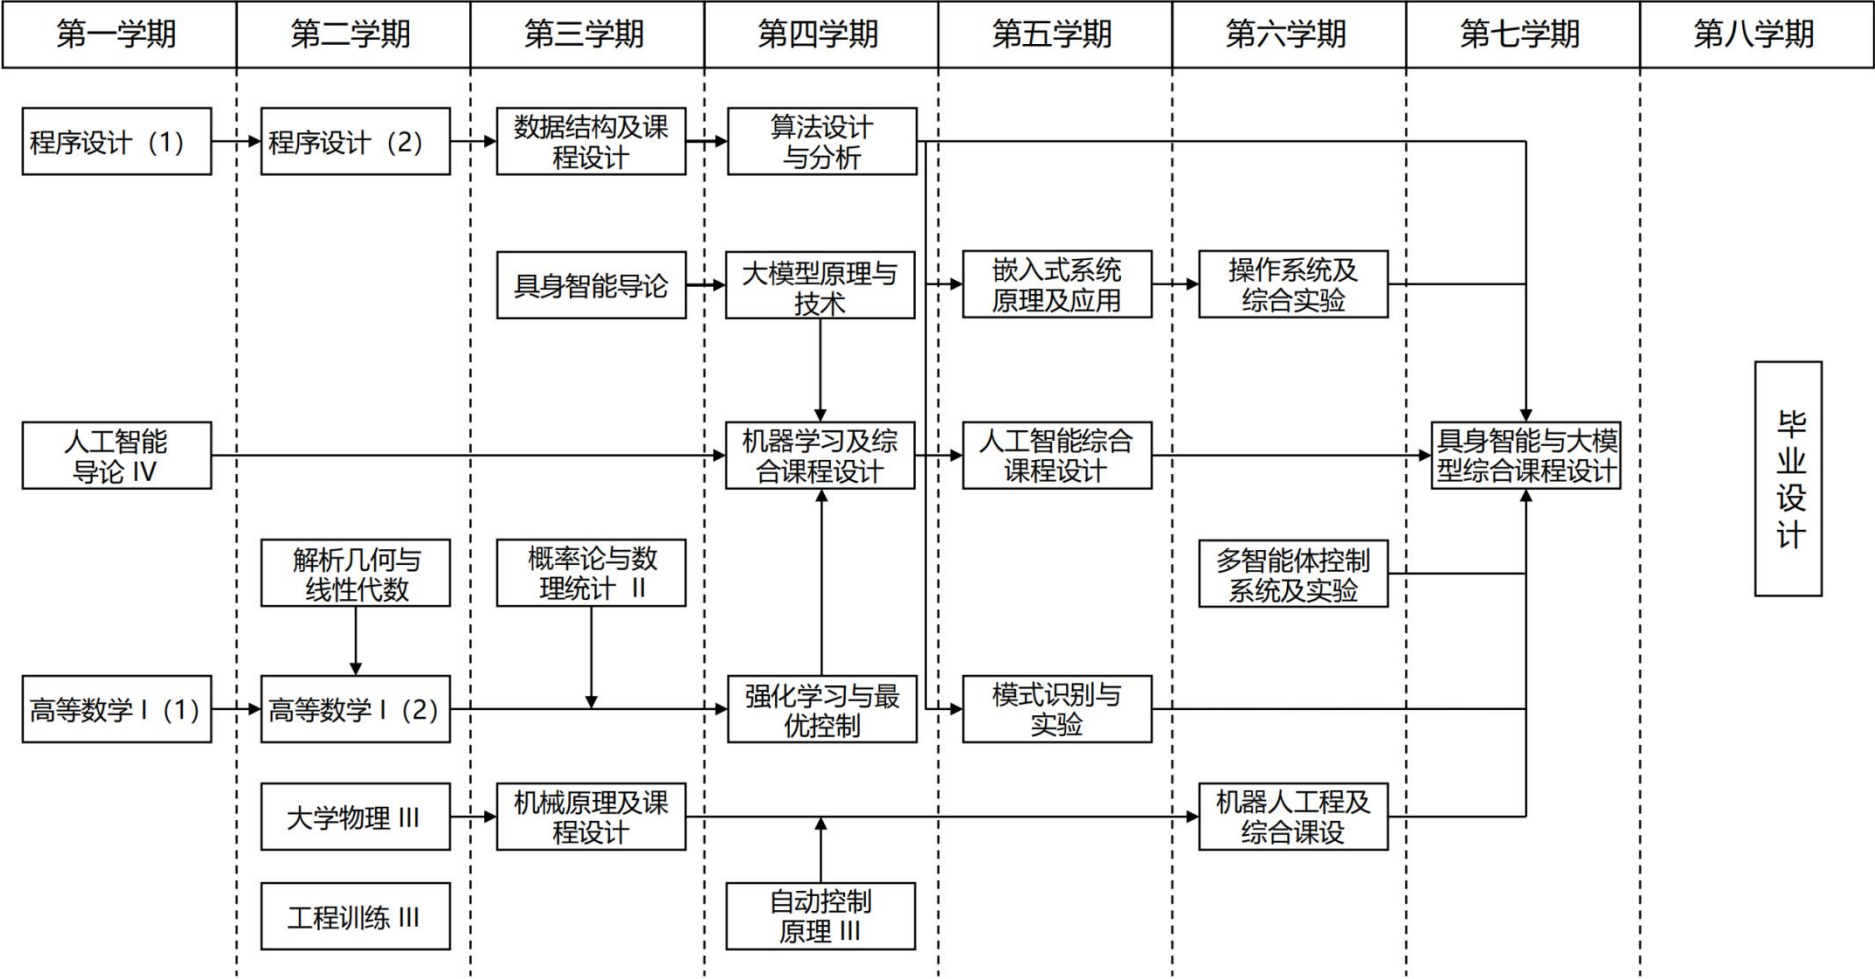 第一学期
第二学期
第三学期
第四学期
第五学期
第六学期
第七学期
第八学期
程序设计（1）
程序设计（2）
数据结构及课
程设计
算法设计
与分析
具身智能导论
大模型原理与
技术
嵌入式系统
原理及应用
操作系统及
综合实验
人工智能
导论 IV
机器学习及综
合课程设计
人工智能综合
课程设计
具身智能与大模
型综合课程设计
毕业设计
解析几何与
线性代数
概率论与数
理统计 II
多智能体控制
系统及实验
高等数学 I（1）
高等数学 I（2）
强化学习与最
优控制
模式识别与
实验
大学物理 III
机械原理及课
程设计
机器人工程及
综合课设
工程训练 III
自动控制
原理 III